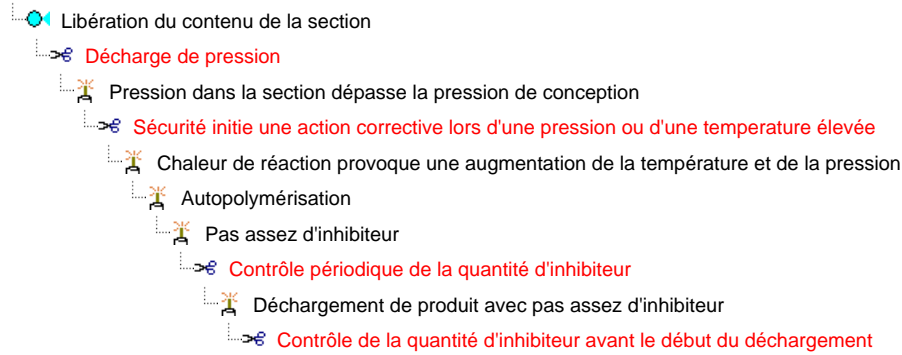 Libération du contenu de la section
Décharge de pression
Pression dans la section dépasse la pression de conception
Sécurité initie une action corrective lors d'une pression ou d'une temperature élevée
Chaleur de réaction provoque une augmentation de la température et de la pression
Autopolymérisation
Pas assez d'inhibiteur
Contrôle périodique de la quantité d'inhibiteur
Déchargement de produit avec pas assez d'inhibiteur
Contrôle de la quantité d'inhibiteur avant le début du déchargement